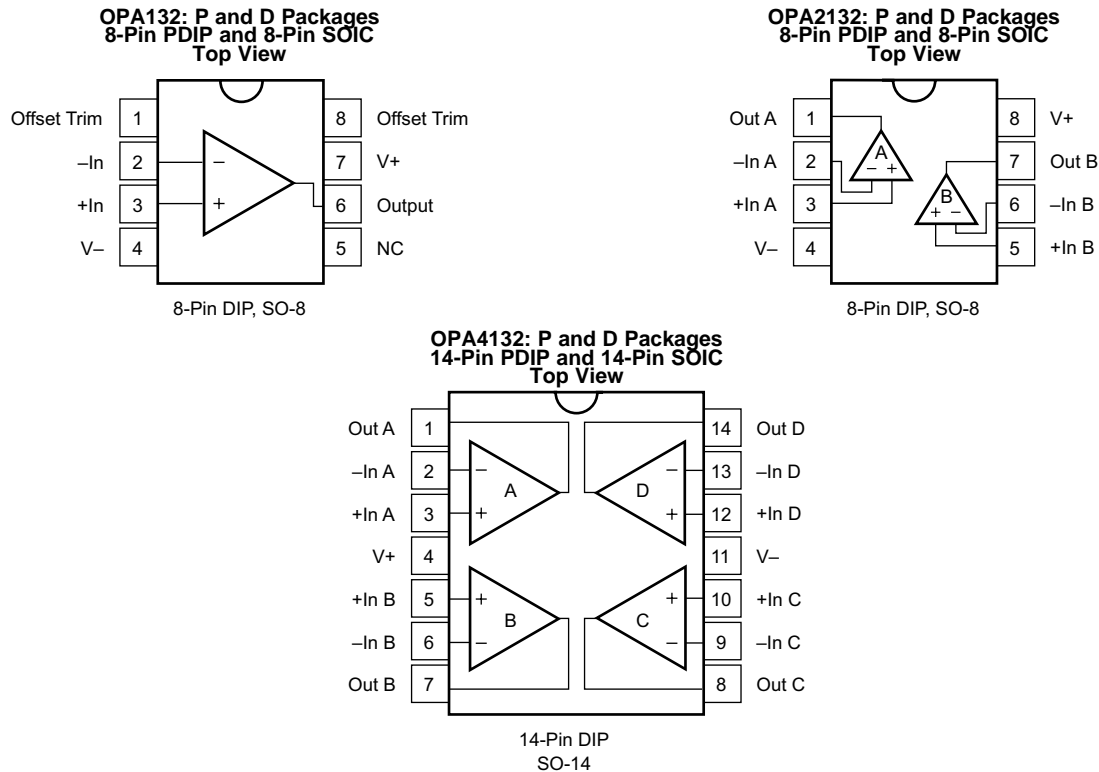 OPA132: P and D Packages
8-Pin PDIP and 8-Pin SOIC
Top View
Offset Trim 1 8 Offset Trim
–In 2 − 7 V+
+In 3 + 6 Output
V– 4 5 NC
8-Pin DIP, SO-8
OPA2132: P and D Packages
8-Pin PDIP and 8-Pin SOIC
Top View
Out A 1 8 V+
–In A 2 A − + 7 Out B
+In A 3 B + − 6 –In B
V– 4 5 +In B
8-Pin DIP, SO-8
OPA4132: P and D Packages
14-Pin PDIP and 14-Pin SOIC
Top View
Out A 1 14 Out D
–In A 2 − − 13 –In D
A D
+In A 3 + + 12 +In D
V+ 4 11 V–
+In B 5 + + 10 +In C
B C
–In B 6 − − 9 –In C
Out B 7 8 Out C
14-Pin DIP
SO-14